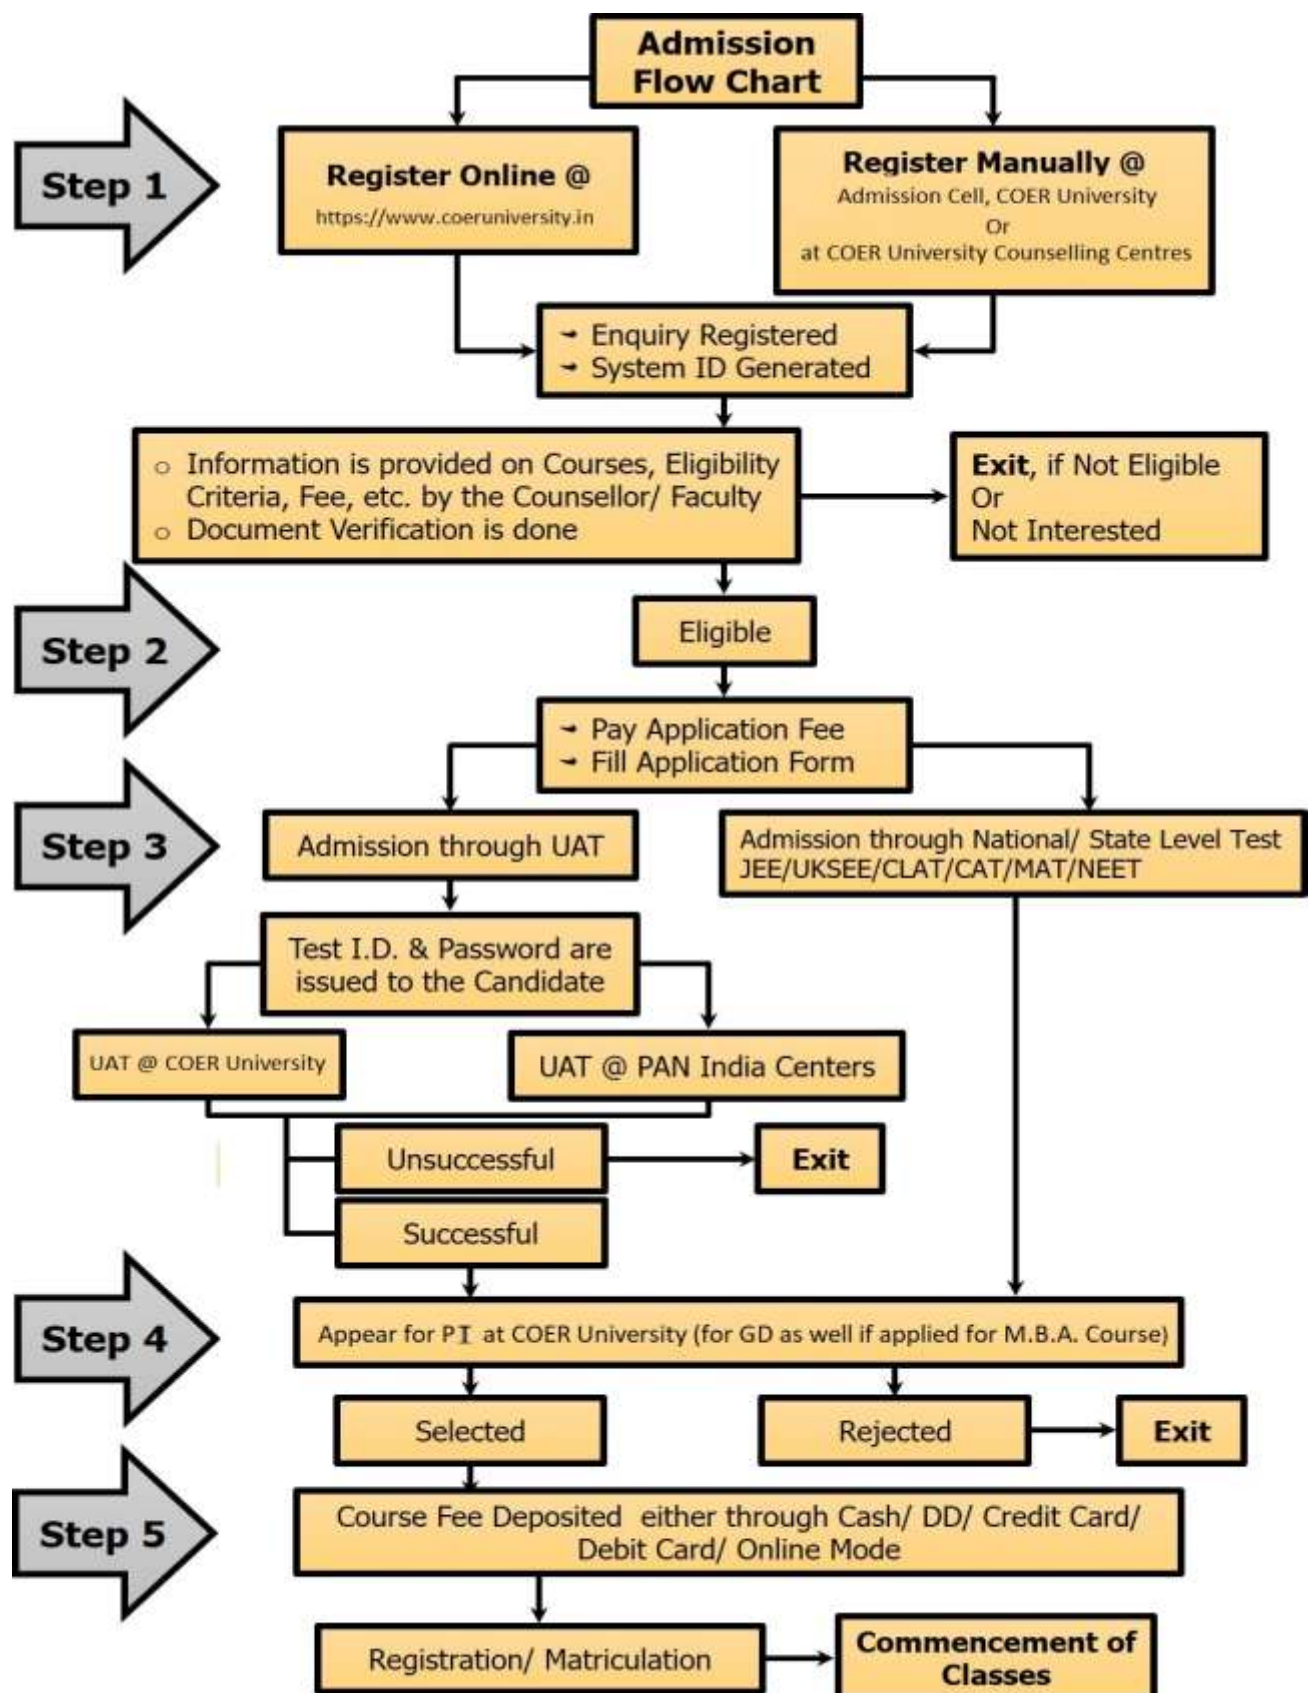 Admission
Flow Chart
Step 1
Register Online @
https://www.coeruniversity.in
Register Manually @
Admission Cell, COER University
Or
at COER University Counselling Centres
Enquiry Registered
System ID Generated
Information is provided on Courses, Eligibility
Criteria, Fee, etc. by the Counsellor/ Faculty
Document Verification is done
Exit, if Not Eligible
Or
Not Interested
Step 2
Eligible
Pay Application Fee
Fill Application Form
Step 3
Admission through UAT
Admission through National/ State Level Test
JEE/UKSEE/CLAT/CAT/MAT/NEET
Test I.D. & Password are
issued to the Candidate
UAT @ COER University
UAT @ PAN India Centers
Unsuccessful
Exit
Successful
Step 4
Appear for PI at COER University (for GD as well if applied for M.B.A. Course)
Selected
Rejected
Exit
Step 5
Course Fee Deposited either through Cash/ DD/ Credit Card/
Debit Card/ Online Mode
Registration/ Matriculation
Commencement of
Classes